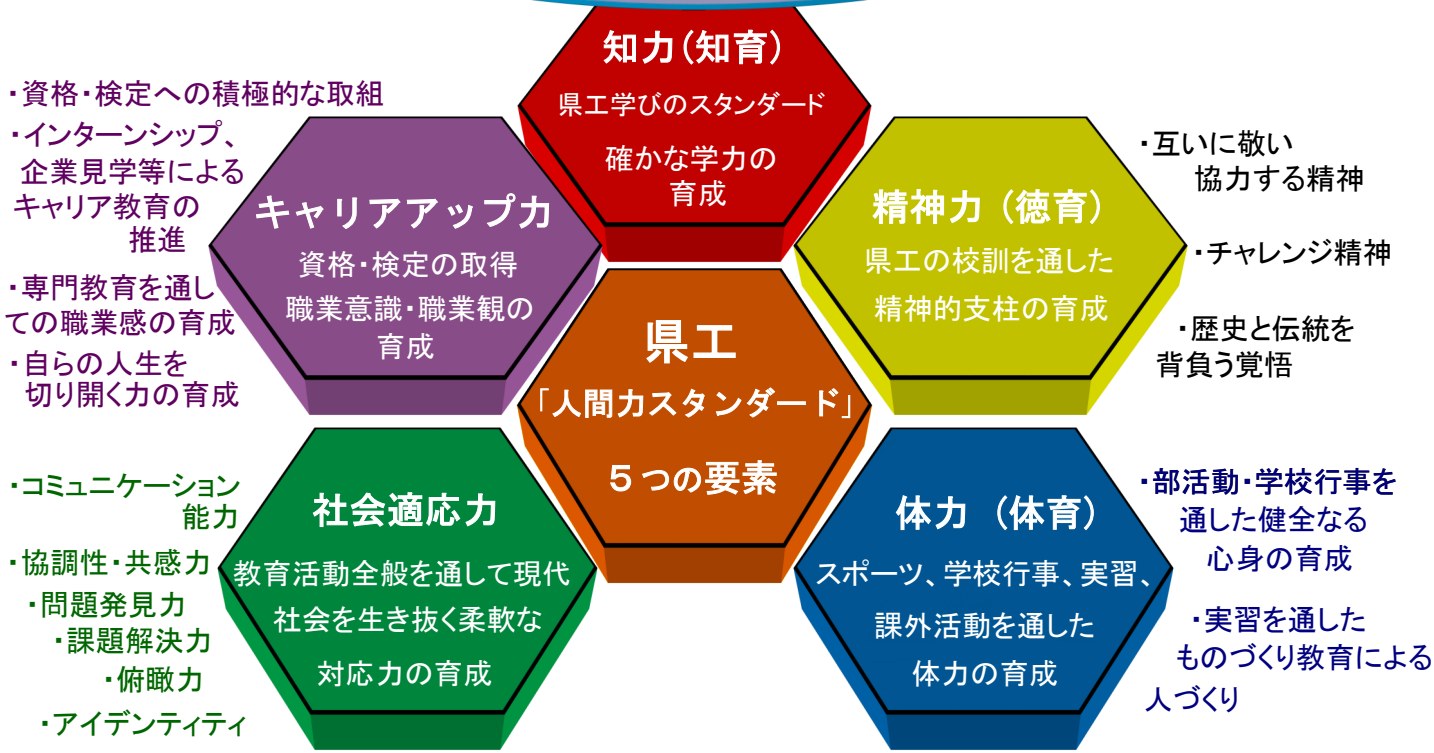 知力（知育）
県工学びのスタンダード
確かな学力の
育成
・資格・検定への積極的な取組
・インターンシップ、
企業見学等による
キャリア教育の
推進
・専門教育を通し
ての職業感の育成
・自らの人生を
切り開く力の育成
キャリアアップ力
資格・検定の取得
職業意識・職業観の
育成
精神力（徳育）
県工の校訓を通した
精神的支柱の育成
・互いに敬い
協力する精神
・チャレンジ精神
・歴史と伝統を
背負う覚悟
県工
「人間力スタンダード」
５つの要素
・コミュニケーション
能力
・協調性・共感力
・問題発見力
・課題解決力
・俯瞰力
・アイデンティティ
社会適応力
教育活動全般を通して現代
社会を生き抜く柔軟な
対応力の育成
体力（体育）
スポーツ、学校行事、実習、
課外活動を通した
体力の育成
・部活動・学校行事を
通した健全なる
心身の育成
・実習を通した
ものづくり教育による
人づくり